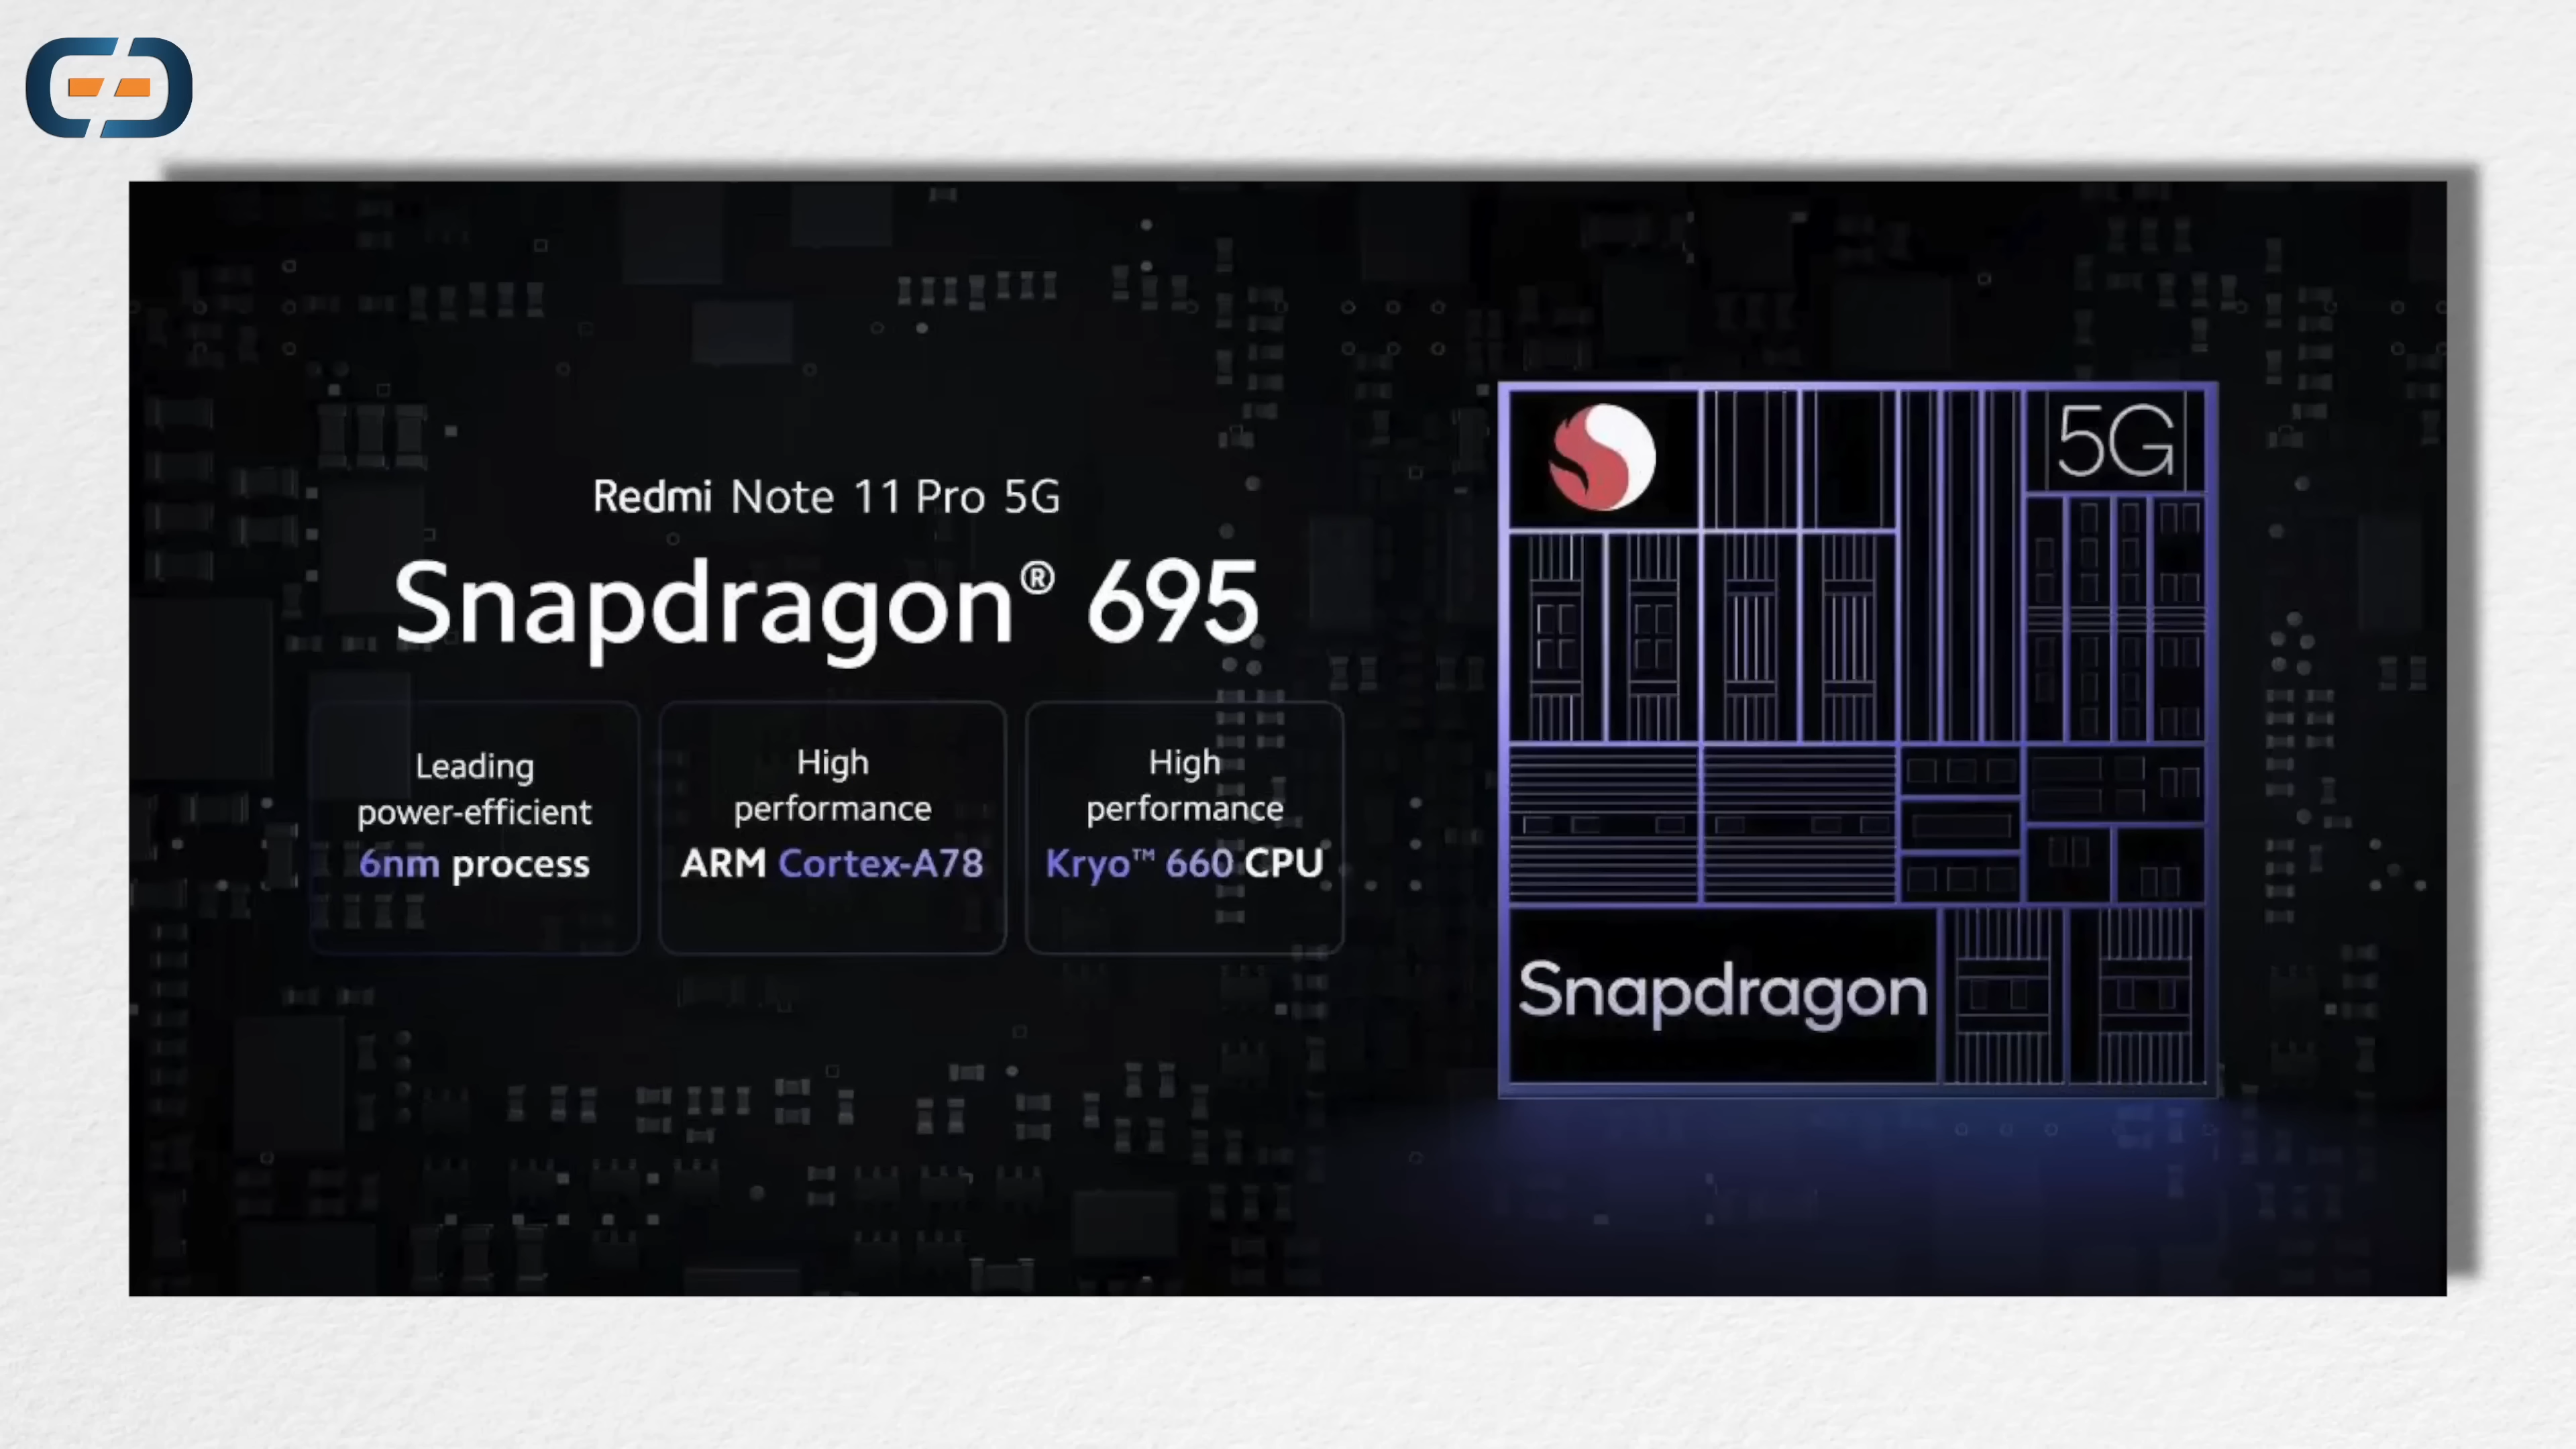 Redmi Note 11 Pro 5G
Snapdragon® 695
Leading
power-efficient
6nm process
High
performance
ARM Cortex-A78
High
performance
Kryo™ 660 CPU
5G
Snapdragon